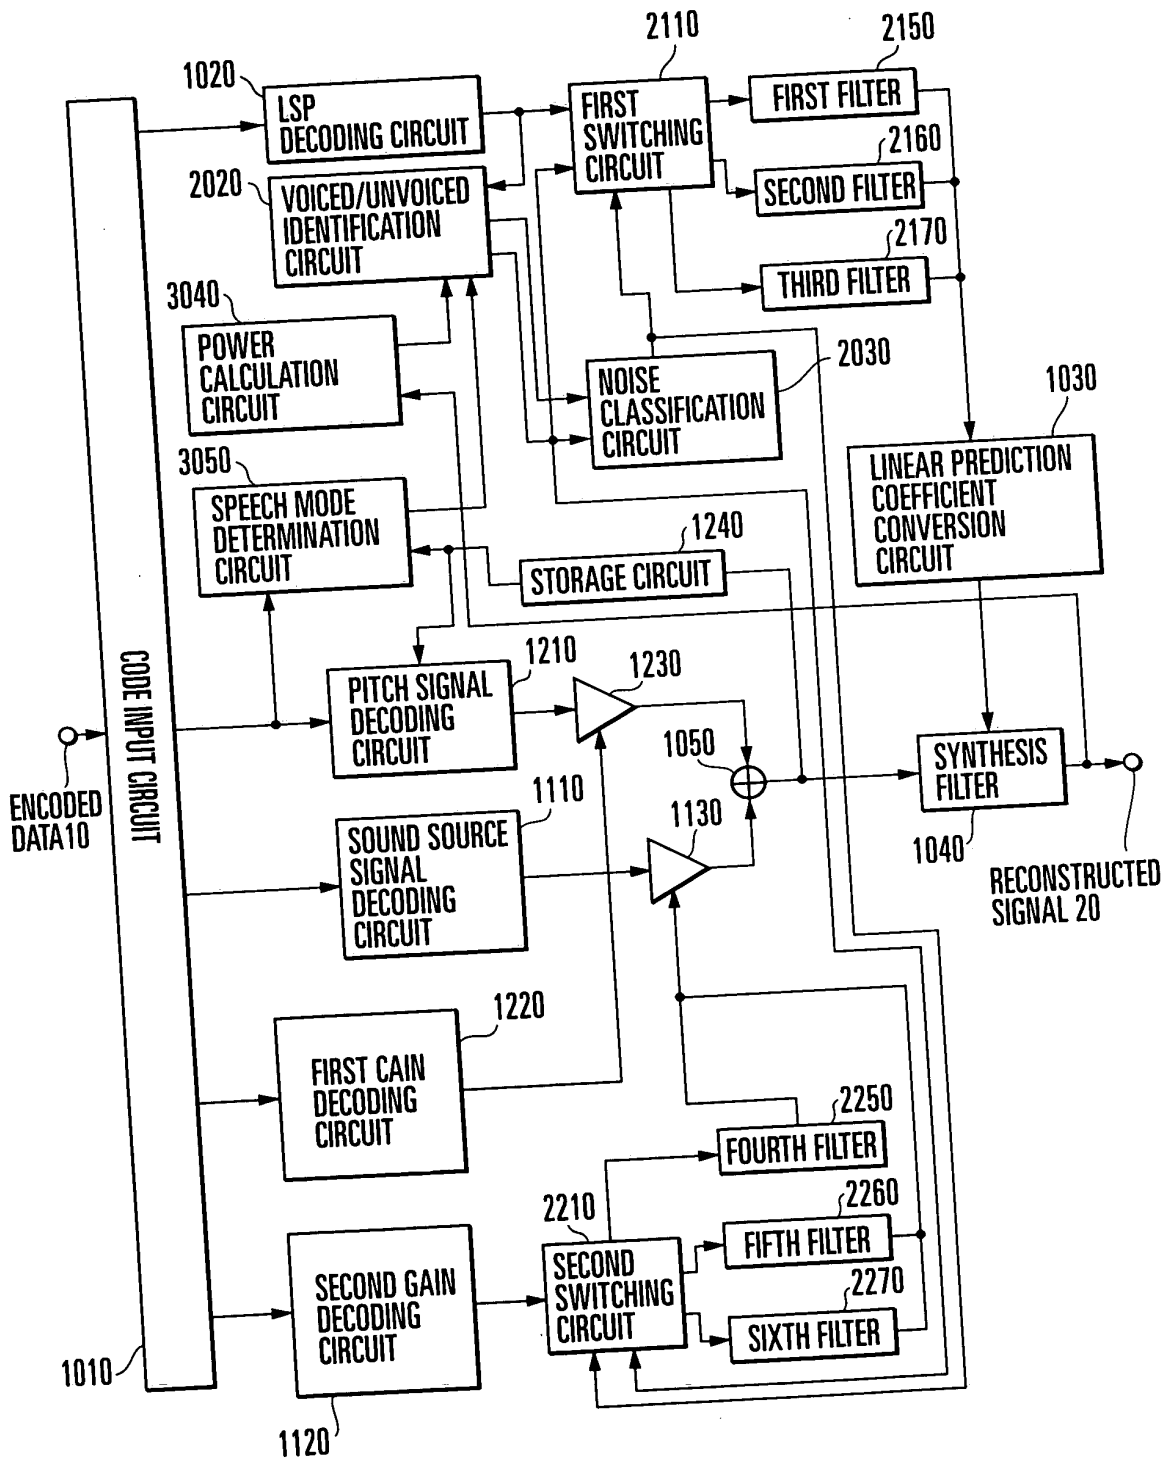 2110
2150
1020
LSP
DECODING CIRCUIT
FIRST
SWITCHING
CIRCUIT
FIRST FILTER
2160
SECOND FILTER
2020
VOICED/UNVOICED
IDENTIFICATION
CIRCUIT
2170
THIRD FILTER
3040
POWER
CALCULATION
CIRCUIT
2030
NOISE
CLASSIFICATION
CIRCUIT
1030
LINEAR PREDICTION
COEFFICIENT
CONVERSION
CIRCUIT
3050
SPEECH MODE
DETERMINATION
CIRCUIT
1240
STORAGE CIRCUIT
CODE INPUT CIRCUIT
1210
PITCH SIGNAL
DECODING
CIRCUIT
1230
1050
SYNTHESIS
FILTER
1040
ENCODED
DATA10
RECONSTRUCTED
SIGNAL 20
1110
SOUND SOURCE
SIGNAL
DECODING
CIRCUIT
1130
1220
FIRST CAIN
DECODING
CIRCUIT
2250
FOURTH FILTER
2210
SECOND
SWITCHING
CIRCUIT
2260
FIFTH FILTER
2270
SIXTH FILTER
SECOND GAIN
DECODING
CIRCUIT
1010
1120